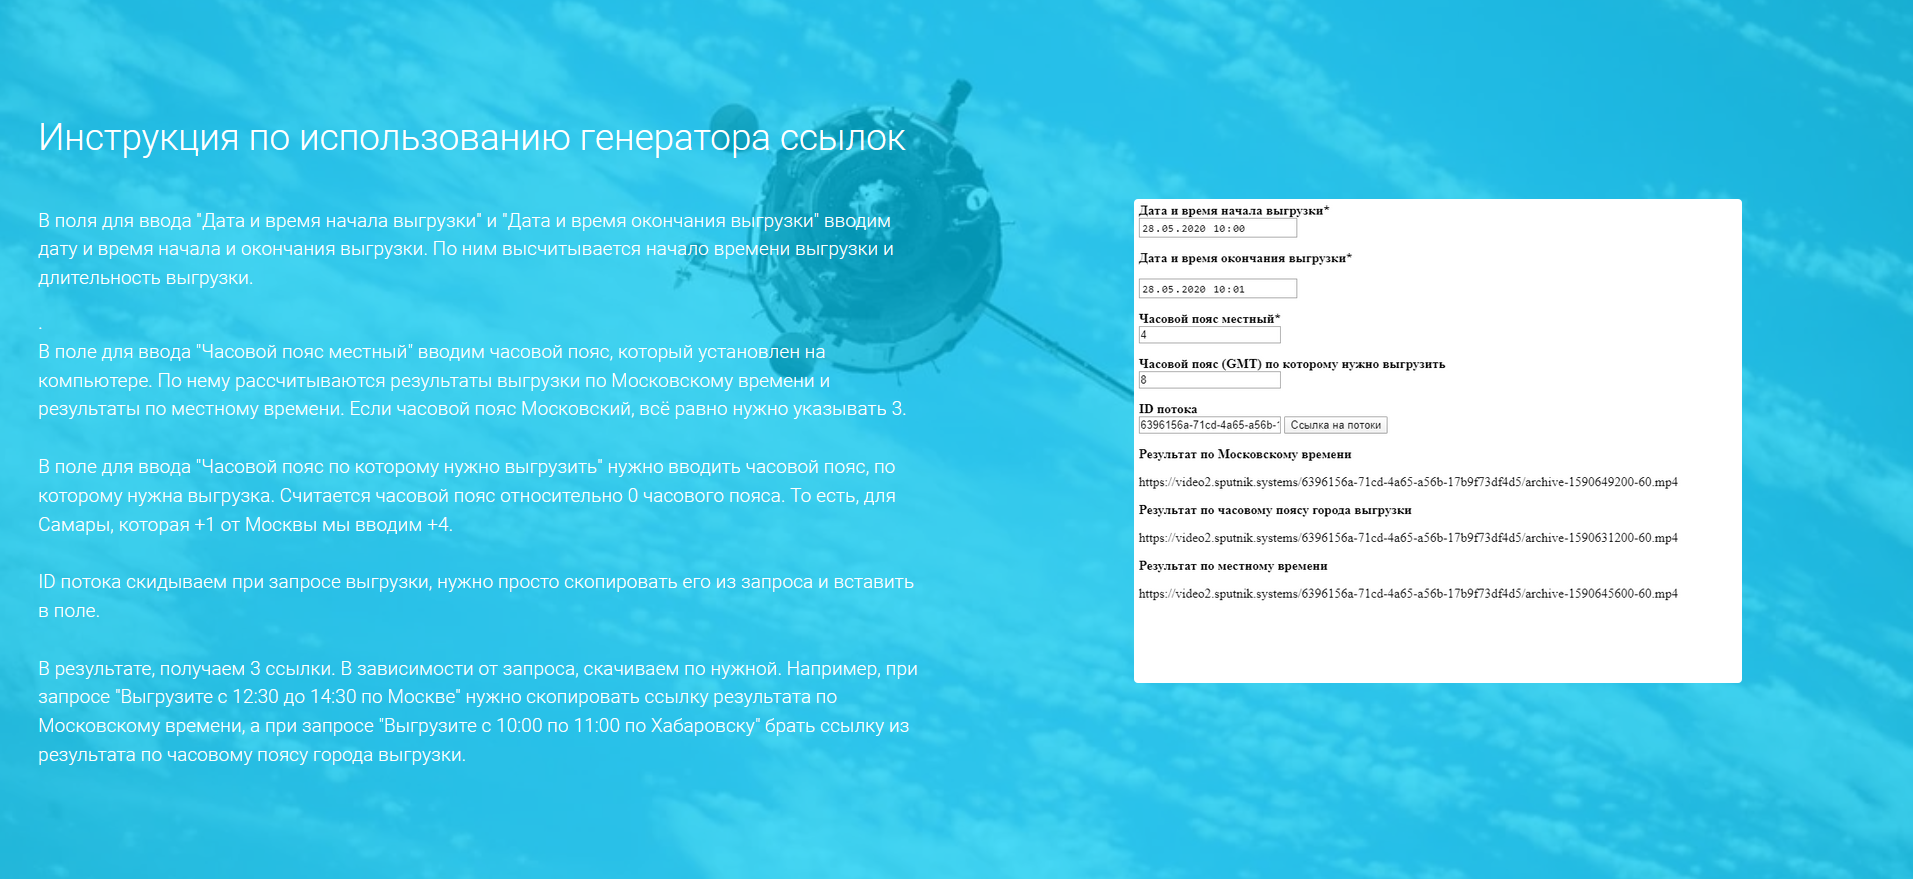 Инструкция по использованию генератора ссылок
В поля для ввода "Дата и время начала выгрузки" и "Дата и время окончания выгрузки" вводим
дату и время начала и окончания выгрузки. По ним высчитывается начало времени выгрузки и
длительность выгрузки.
.
В поле для ввода "Часовой пояс местный" вводим часовой пояс, который установлен на
компьютере. По нему рассчитываются результаты выгрузки по Московскому времени и
результаты по местному времени. Если часовой пояс Московский, всё равно нужно указывать 3.
В поле для ввода "Часовой пояс по которому нужно выгрузить" нужно вводить часовой пояс, по
которому нужна выгрузка. Считается часовой пояс относительно 0 часового пояса. То есть, для
Самары, которая +1 от Москвы мы вводим +4.
ID потока скидываем при запросе выгрузки, нужно просто скопировать его из запроса и вставить
в поле.
В результате, получаем 3 ссылки. В зависимости от запроса, скачиваем по нужной. Например, при
запросе "Выгрузите с 12:30 до 14:30 по Москве" нужно скопировать ссылку результата по
Московскому времени, а при запросе "Выгрузите с 10:00 по 11:00 по Хабаровску" брать ссылку из
результата по часовому поясу города выгрузки.
Дата и время начала выгрузки*
28.05.2020 10:00
Дата и время окончания выгрузки*
28.05.2020 10:01
Часовой пояс местный*
4
Часовой пояс (GMT) по которому нужно выгрузить
8
ID потока
6396156a-71cd-4a65-a56b-1 Ссылка на потоки
Результат по Московскому времени
https://video2.sputnik.systems/6396156a-71cd-4a65-a56b-17b9f73df4d5/archive-1590649200-60.mp4
Результат по часовому поясу города выгрузки
https://video2.sputnik.systems/6396156a-71cd-4a65-a56b-17b9f73df4d5/archive-1590631200-60.mp4
Результат по местному времени
https://video2.sputnik.systems/6396156a-71cd-4a65-a56b-17b9f73df4d5/archive-1590645600-60.mp4